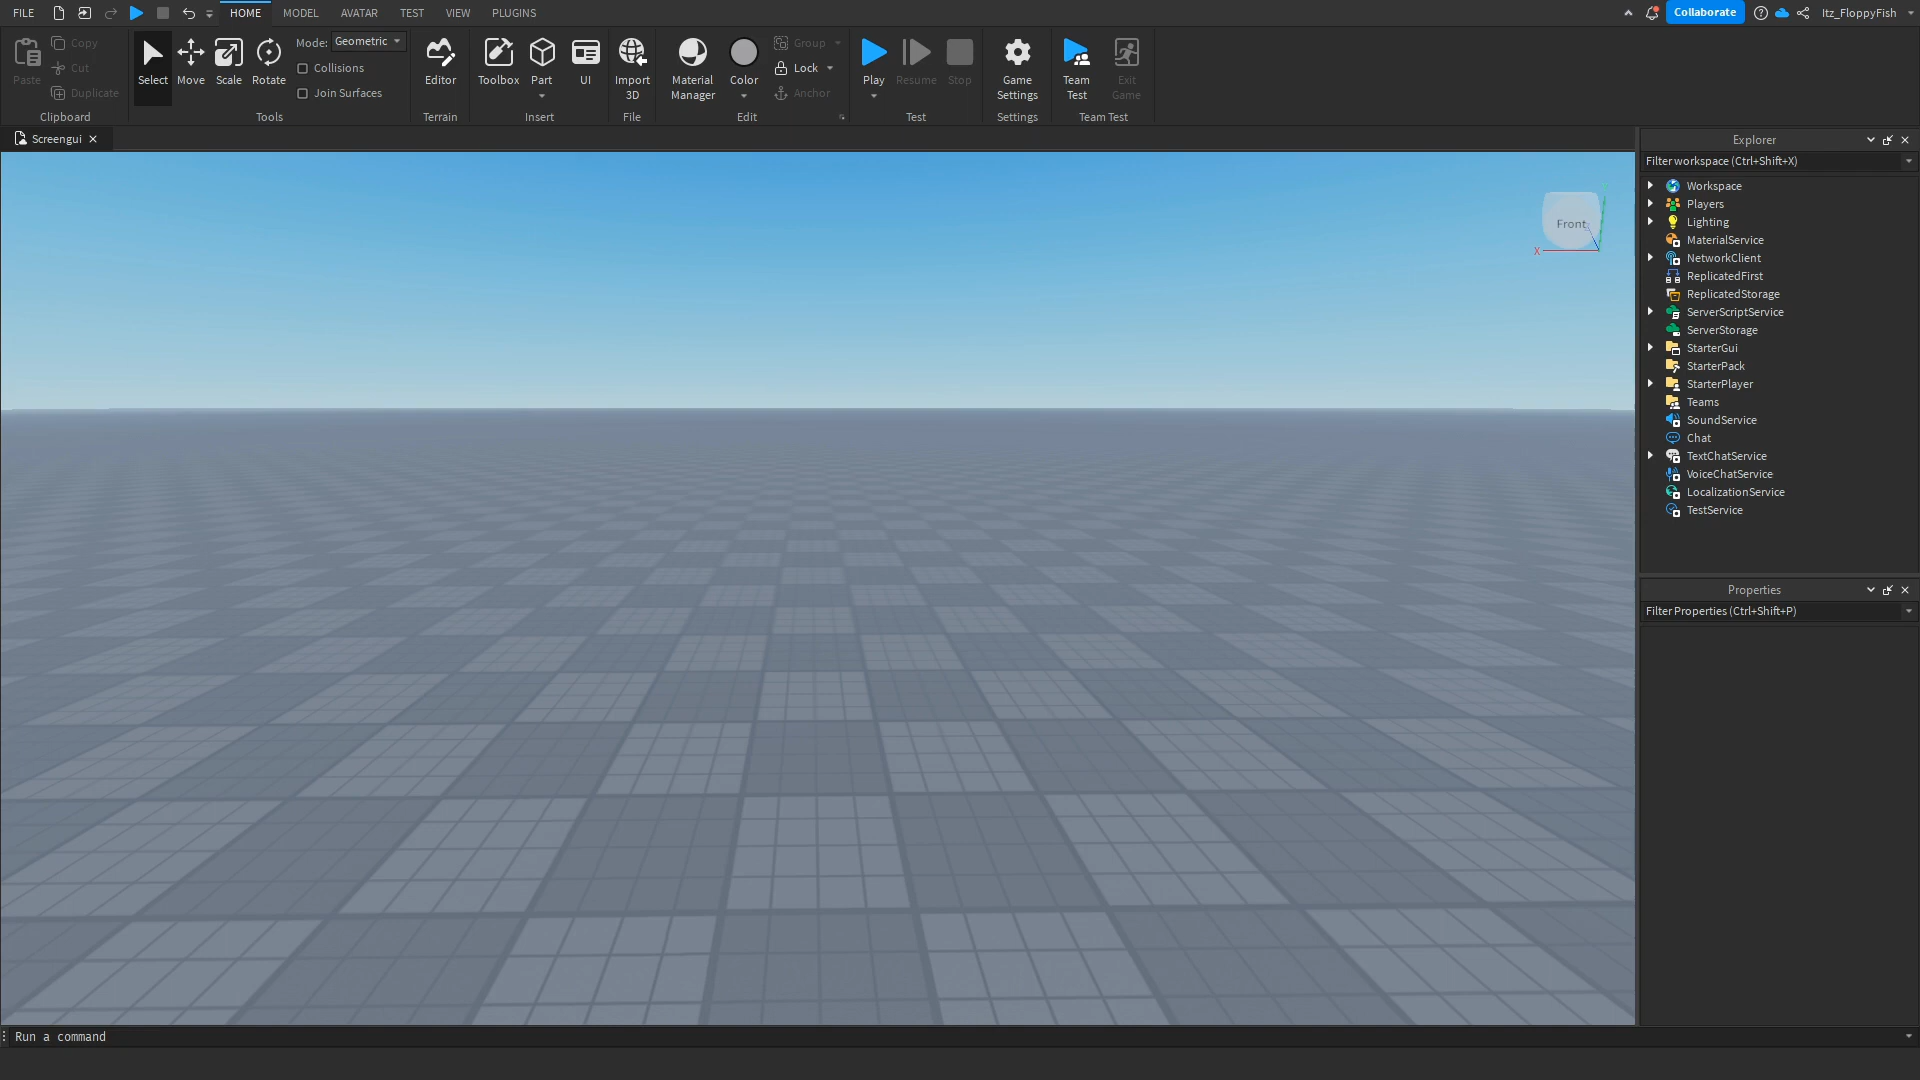 FILE HOME MODEL AVATAR TEST VIEW PLUGINS Collaborate Itz_FloppyFish
Paste Copy Cut Duplicate Clipboard
Select Move Scale Rotate Mode: Geometric Collisions Join Surfaces Tools
Editor Terrain
Toolbox Part UI Insert
Import 3D File
Material Manager Color Group Lock Anchor Edit
Play Resume Stop Test
Game Settings Settings
Team Test Exit Game Team Test
Screengui
Front
X
Explorer
Filter workspace (Ctrl+Shift+X)
Workspace
Players
Lighting
MaterialService
NetworkClient
ReplicatedFirst
ReplicatedStorage
ServerScriptService
ServerStorage
StarterGui
StarterPack
StarterPlayer
Teams
SoundService
Chat
TextChatService
VoiceChatService
LocalizationService
TestService
Properties
Filter Properties (Ctrl+Shift+P)
Run a command